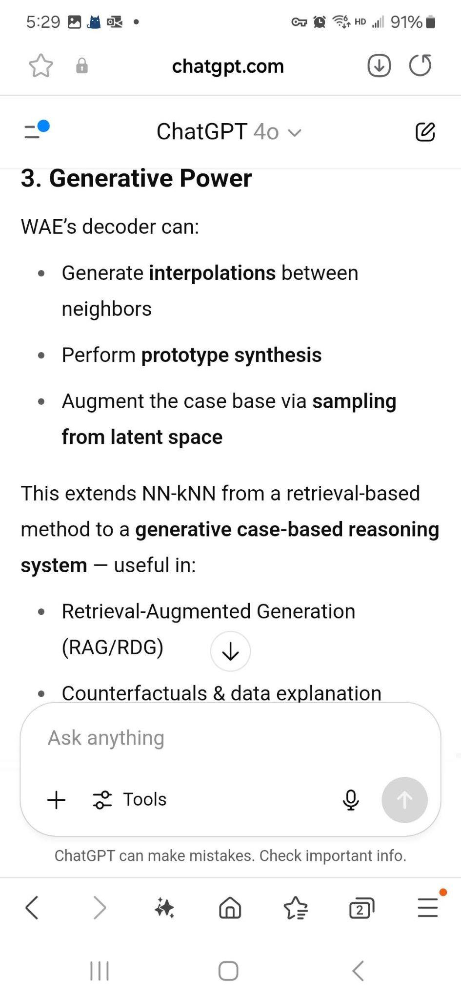 5:29
HD
91%
chatgpt.com
ChatGPT 4o
3. Generative Power
WAE’s decoder can:
• Generate interpolations between
neighbors
• Perform prototype synthesis
• Augment the case base via sampling
from latent space
This extends NN-kNN from a retrieval-based
method to a generative case-based reasoning
system — useful in:
• Retrieval-Augmented Generation
(RAG/RDG)
• Counterfactuals & data explanation
Ask anything
Tools
ChatGPT can make mistakes. Check important info.
2